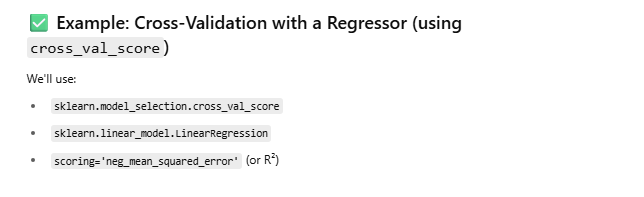 ✅ Example: Cross-Validation with a Regressor (using
cross_val_score)
We'll use:
• sklearn.model_selection.cross_val_score
• sklearn.linear_model.LinearRegression
• scoring='neg_mean_squared_error' (or R²)